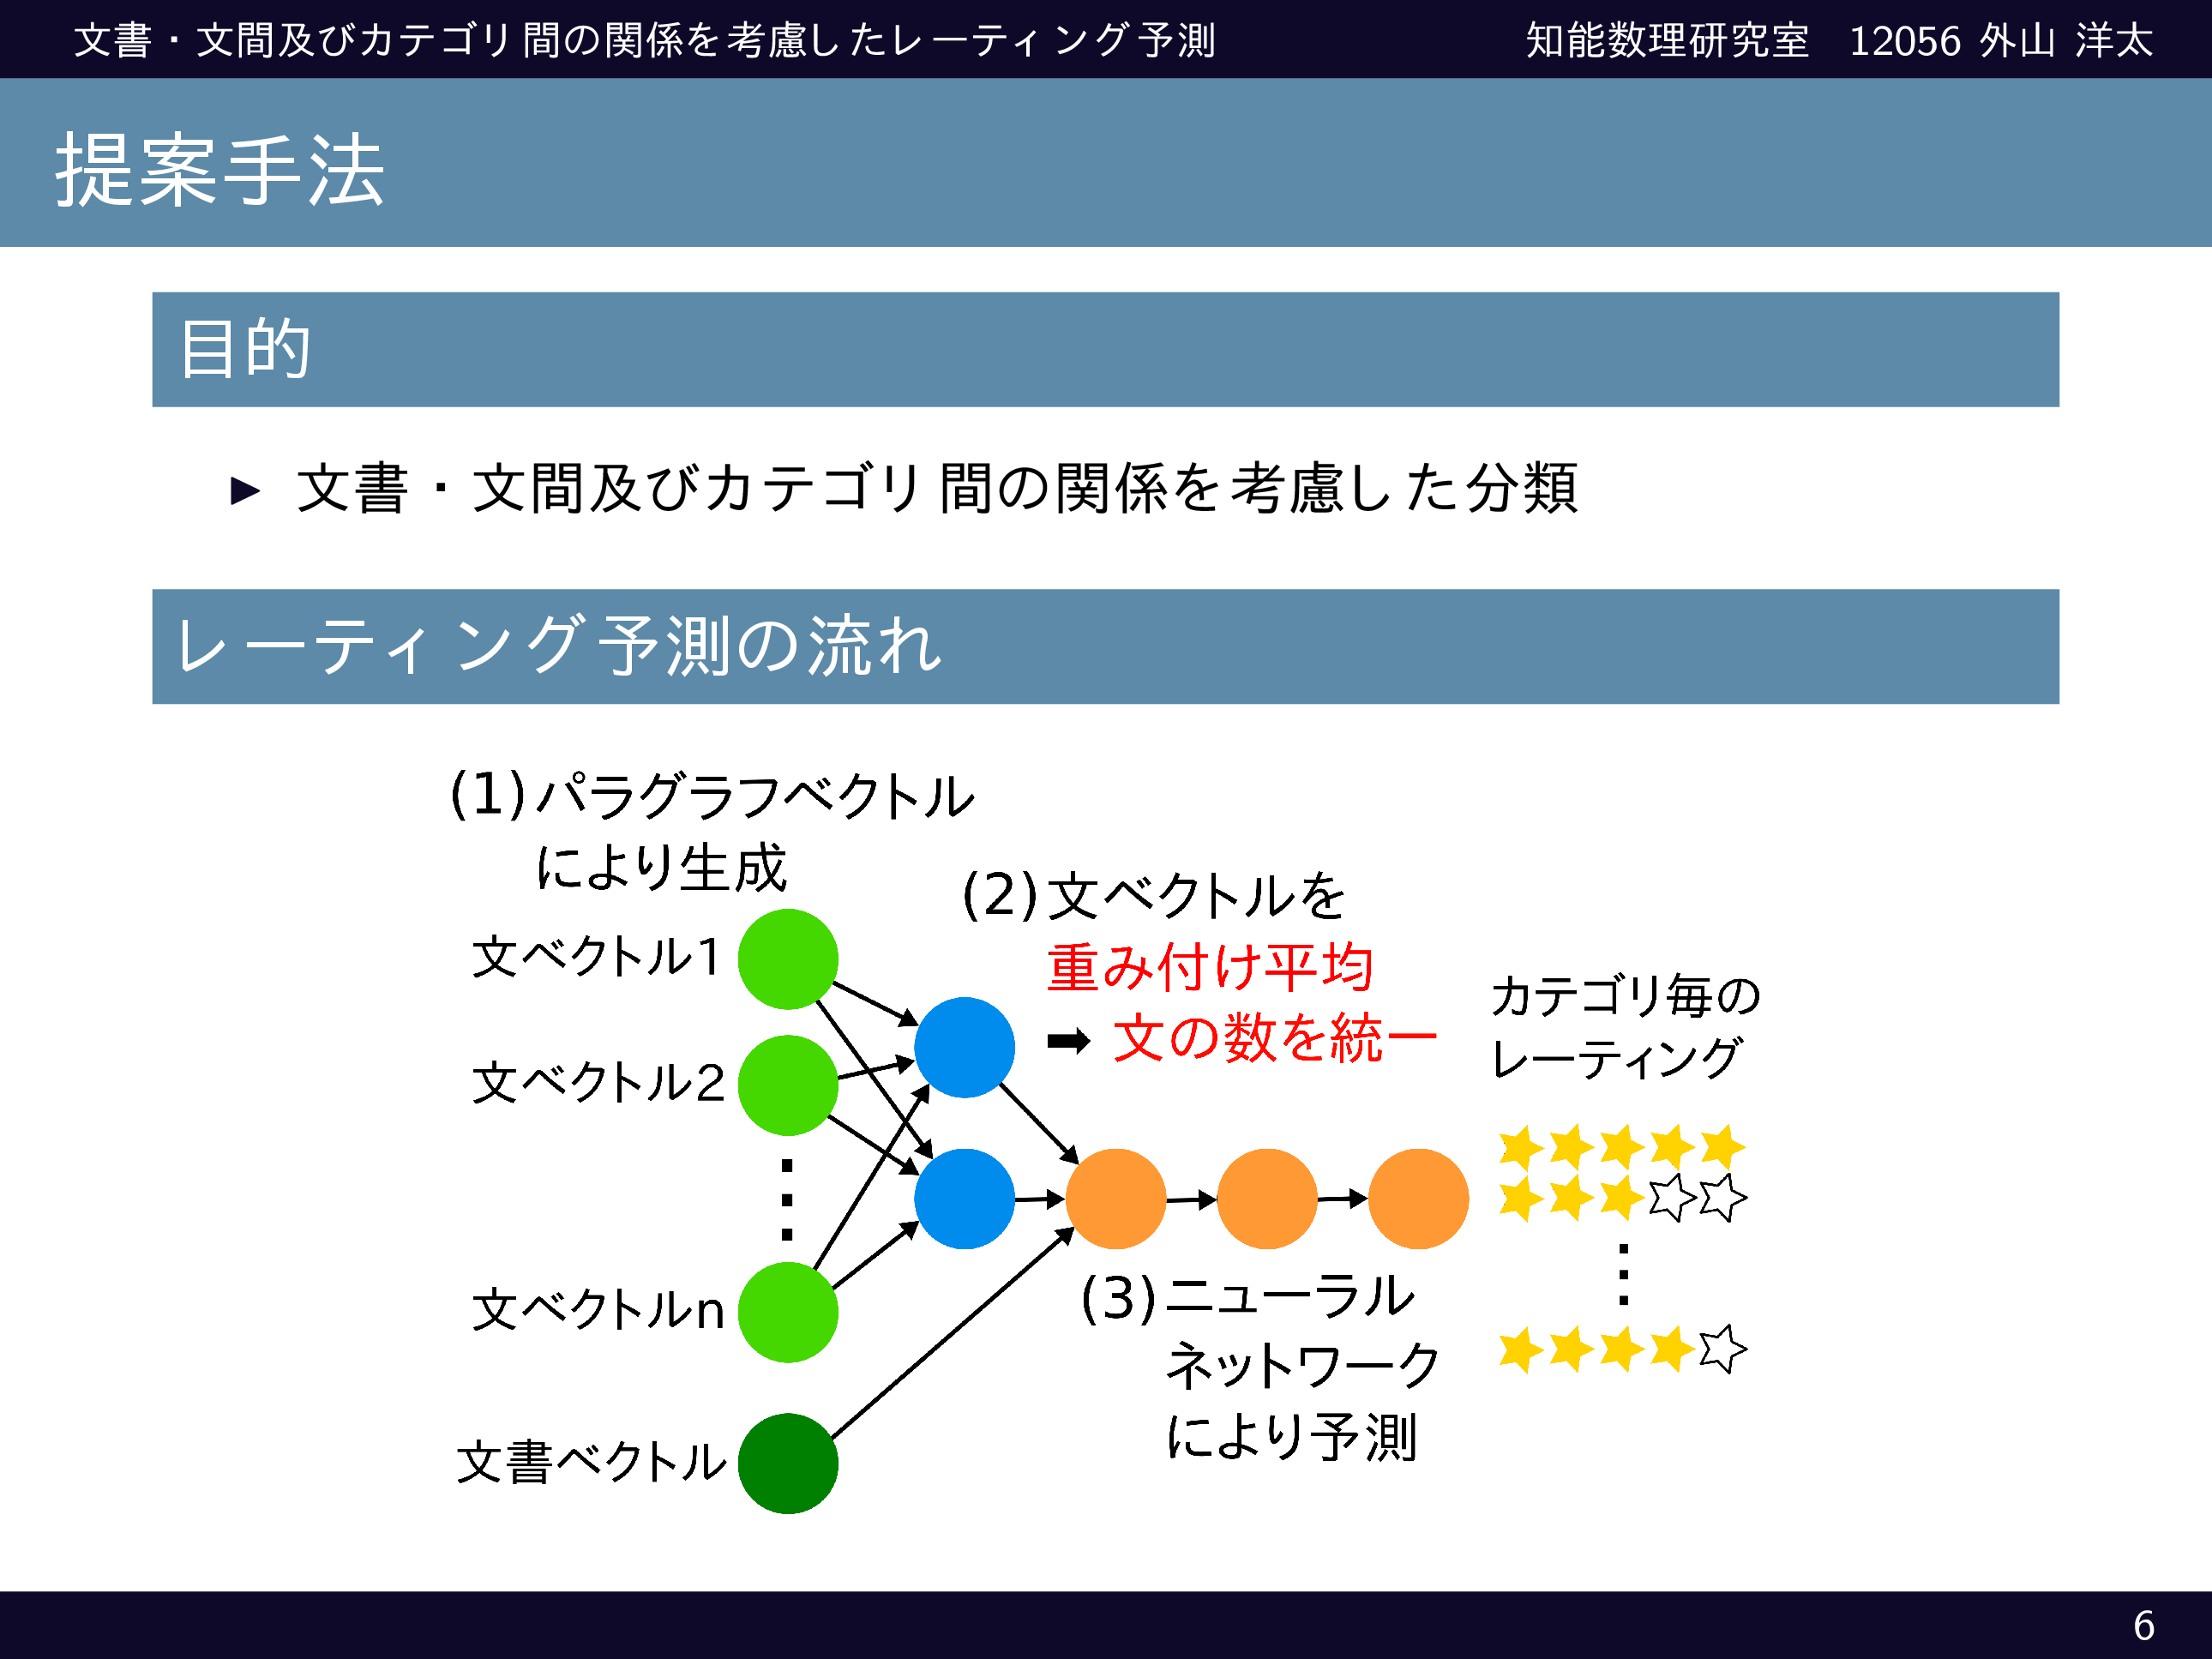 文書・文間及びカテゴリ間の関係を考慮したレーティング予測
知能数理研究室 12056 外山 洋太
提案手法
目的
▶ 文書・文間及びカテゴリ間の関係を考慮した分類
レーティング予測の流れ
(1)パラグラフベクトル
により生成
(2)文ベクトルを
重み付け平均
➡ 文の数を統一
文ベクトル1
文ベクトル2
文ベクトルn
文書ベクトル
(3)ニューラル
ネットワーク
により予測
カテゴリ毎の
レーティング
6